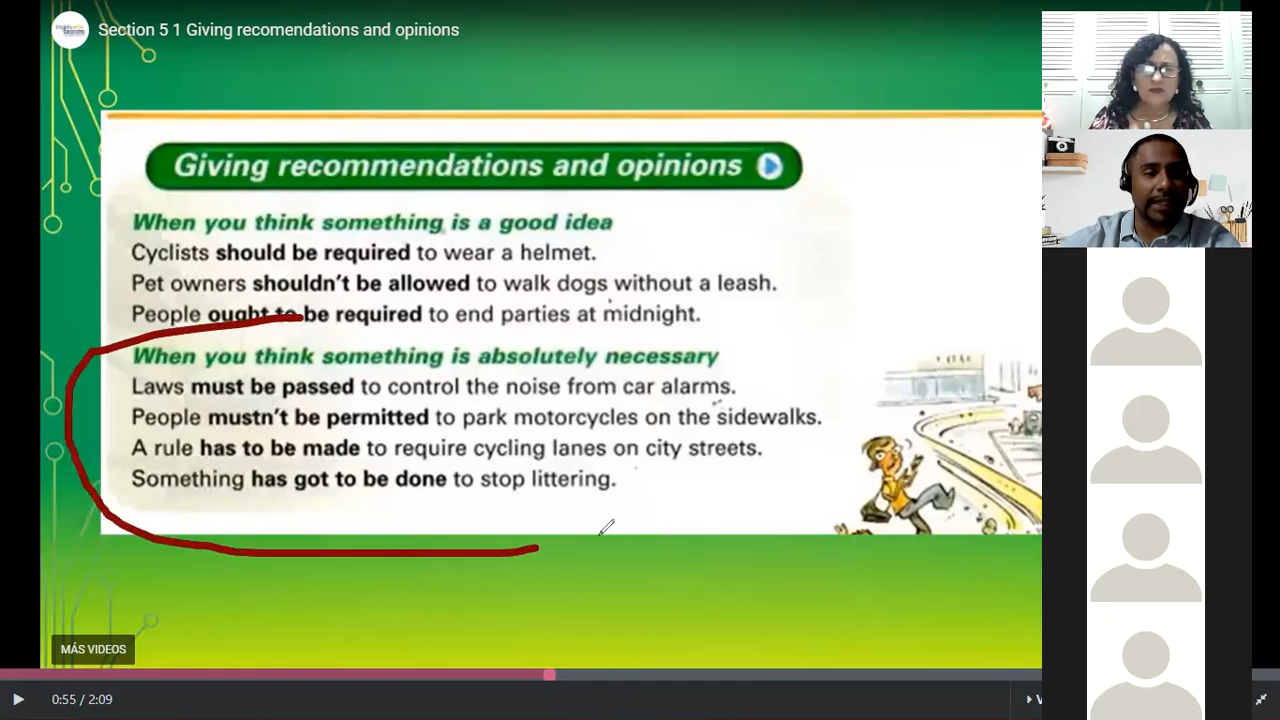 Section 5 1 Giving recomendations and opinions
Giving recommendations and opinions
When you think something is a good idea
Cyclists should be required to wear a helmet.
Pet owners shouldn't be allowed to walk dogs without a leash.
People ought to be required to end parties at midnight.
When you think something is absolutely necessary
Laws must be passed to control the noise from car alarms.
People mustn't be permitted to park motorcycles on the sidewalks.
A rule has to be made to require cycling lanes on city streets.
Something has got to be done to stop littering.
MÁS VIDEOS
0:55 / 2:09